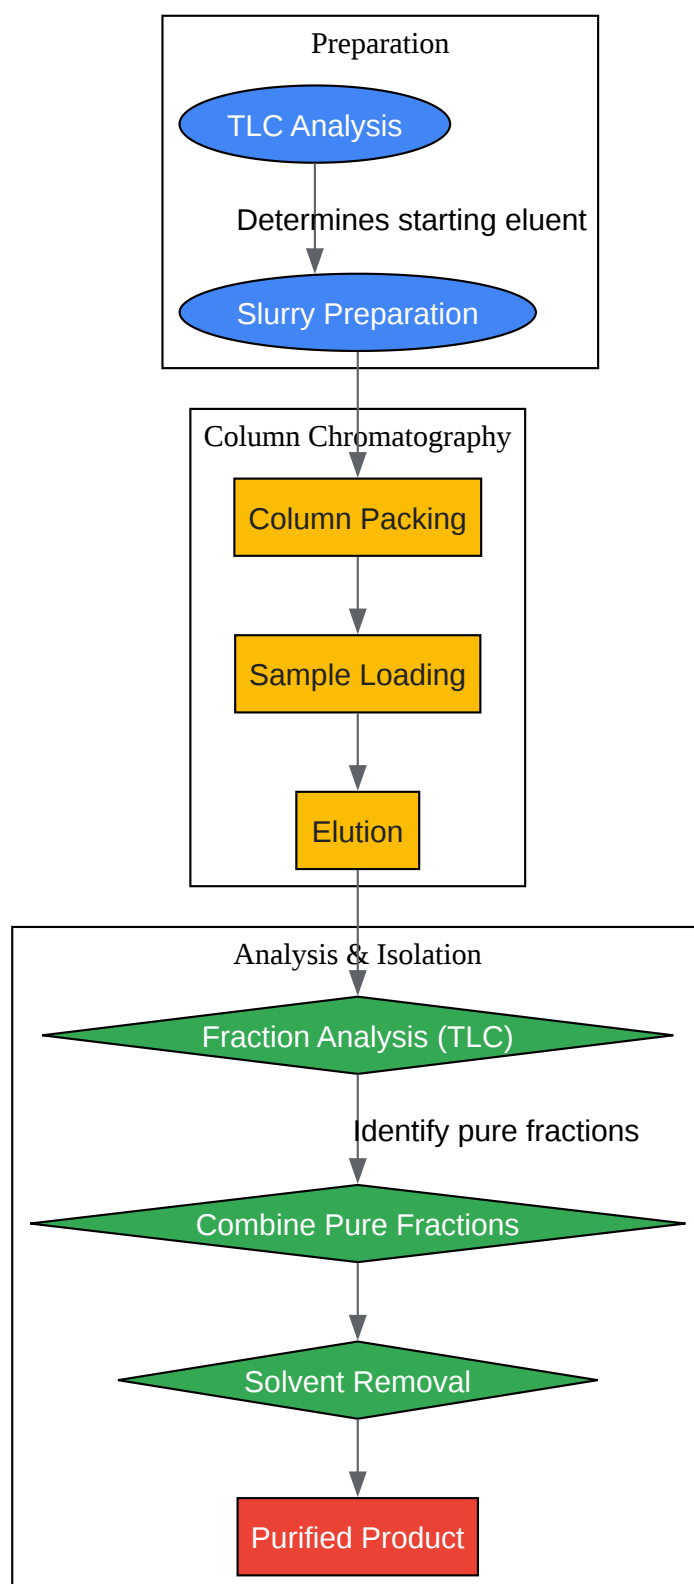 Preparation
TLC Analysis
Determines starting eluent
Slurry Preparation
Column Chromatography
Column Packing
Sample Loading
Elution
Analysis & Isolation
Fraction Analysis (TLC)
Identify pure fractions
Combine Pure Fractions
Solvent Removal
Purified Product